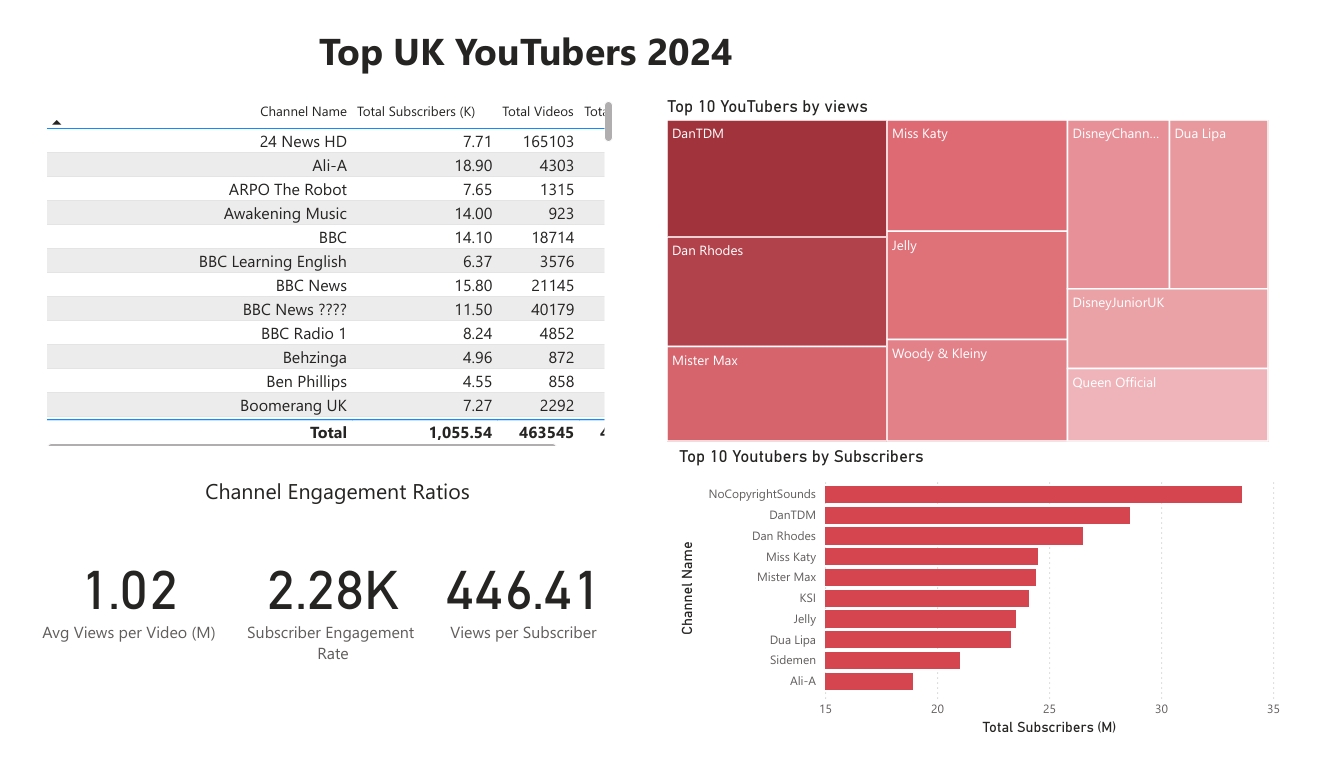 Top UK YouTubers 2024
Channel Name Total Subscribers (K) Total Videos Tota
24 News HD 7.71 165103
Ali-A 18.90 4303
ARPO The Robot 7.65 1315
Awakening Music 14.00 923
BBC 14.10 18714
BBC Learning English 6.37 3576
BBC News 15.80 21145
BBC News ???? 11.50 40179
BBC Radio 1 8.24 4852
Behzinga 4.96 872
Ben Phillips 4.55 858
Boomerang UK 7.27 2292
Total 1,055.54 463545
Channel Engagement Ratios
1.02
Avg Views per Video (M)
2.28K
Subscriber Engagement
Rate
446.41
Views per Subscriber
Top 10 YouTubers by views
DanTDM
Dan Rhodes
Mister Max
Miss Katy
Jelly
Woody & Kleiny
DisneyChann...
Dua Lipa
DisneyJuniorUK
Queen Official
Top 10 Youtubers by Subscribers
Channel Name
NoCopyrightSounds
DanTDM
Dan Rhodes
Miss Katy
Mister Max
KSI
Jelly
Dua Lipa
Sidemen
Ali-A
15 20 25 30 35
Total Subscribers (M)